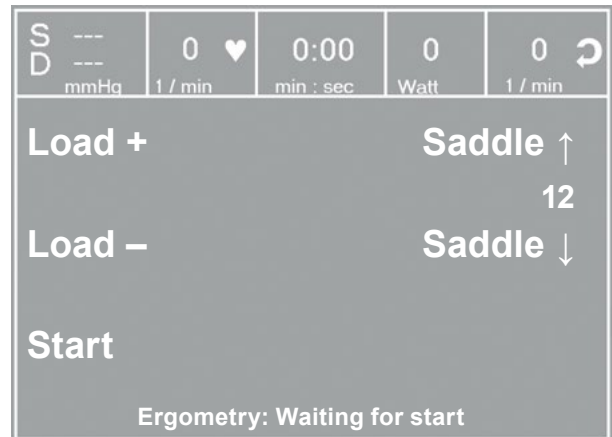 S --- D --- mmHg
0 ♥ 1 / min
0:00 min : sec
0 Watt
0 1 / min
Load + Saddle ↑
12
Load – Saddle ↓
Start
Ergometry: Waiting for start